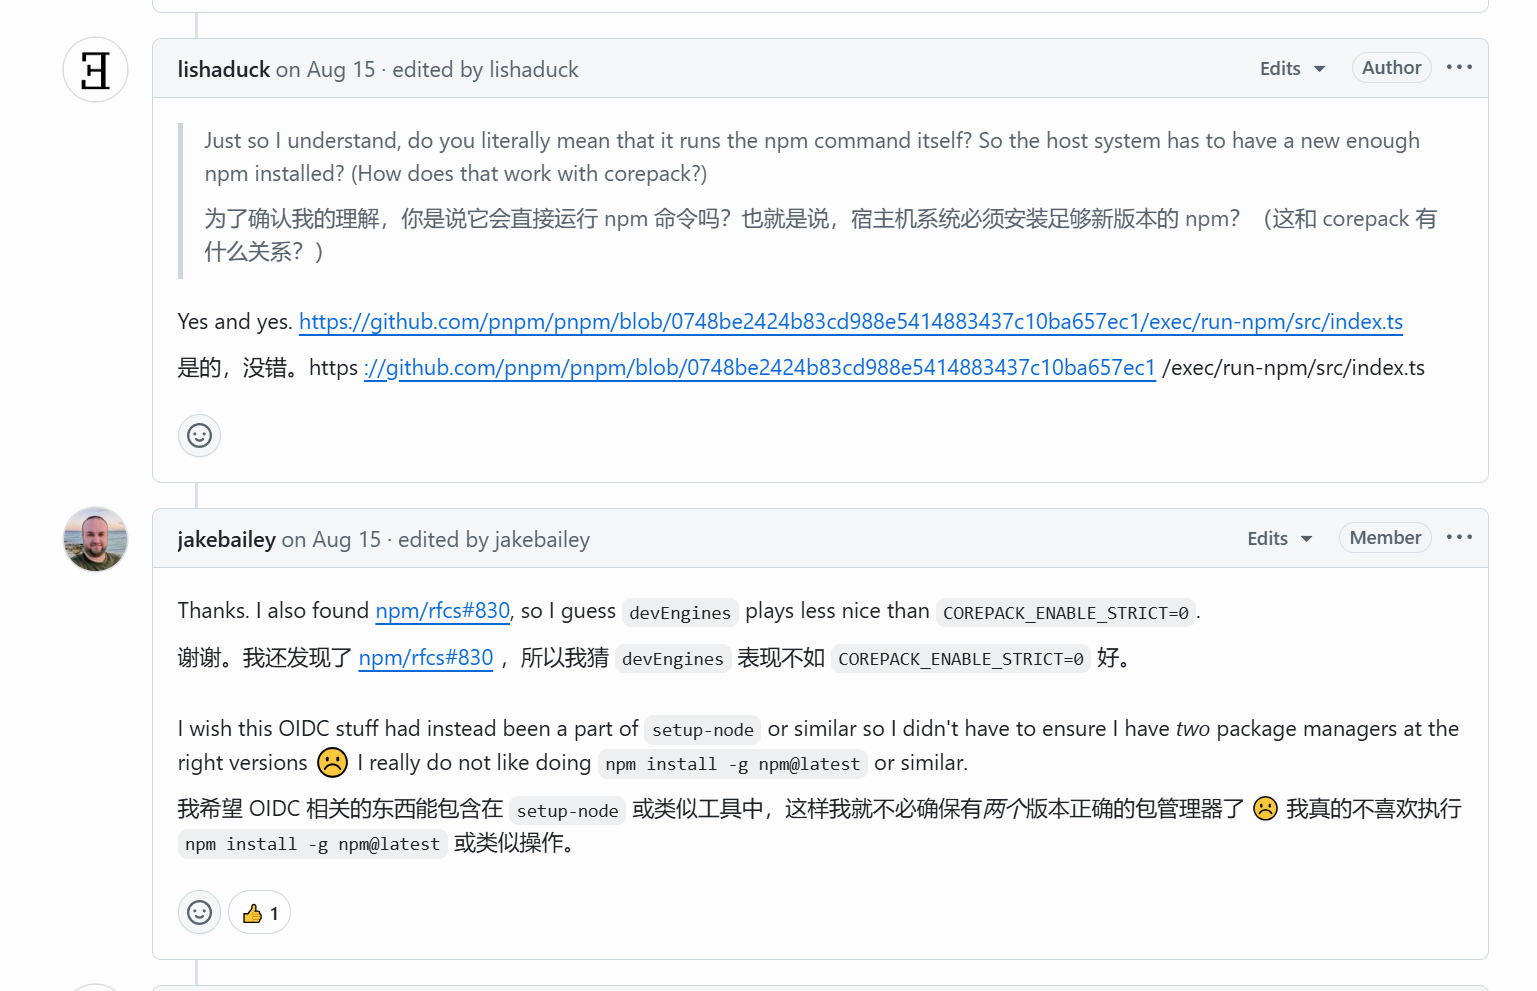 lishaduck on Aug 15 · edited by lishaduck
Edits
Author
Just so I understand, do you literally mean that it runs the npm command itself? So the host system has to have a new enough
npm installed? (How does that work with corepack?)
为了确认我的理解，你是说它会直接运行 npm 命令吗？也就是说，宿主机系统必须安装足够新版本的 npm？（这和 corepack 有
什么关系？）
Yes and yes. https://github.com/pnpm/pnpm/blob/0748be2424b83cd988e5414883437c10ba657ec1/exec/run-npm/src/index.ts
是的，没错。https ://github.com/pnpm/pnpm/blob/0748be2424b83cd988e5414883437c10ba657ec1 /exec/run-npm/src/index.ts
jakebailey on Aug 15 · edited by jakebailey
Edits
Member
Thanks. I also found npm/rfcs#830, so I guess devEngines plays less nice than COREPACK_ENABLE_STRICT=0.
谢谢。我还发现了 npm/rfcs#830 ，所以我猜 devEngines 表现不如 COREPACK_ENABLE_STRICT=0 好。
I wish this OIDC stuff had instead been a part of setup-node or similar so I didn't have to ensure I have two package managers at the
right versions ☹️ I really do not like doing npm install -g npm@latest or similar.
我希望 OIDC 相关的东西能包含在 setup-node 或类似工具中，这样我就不必确保有两个版本正确的包管理器了 ☹️ 我真的不喜欢执行
npm install -g npm@latest 或类似操作。
👍 1